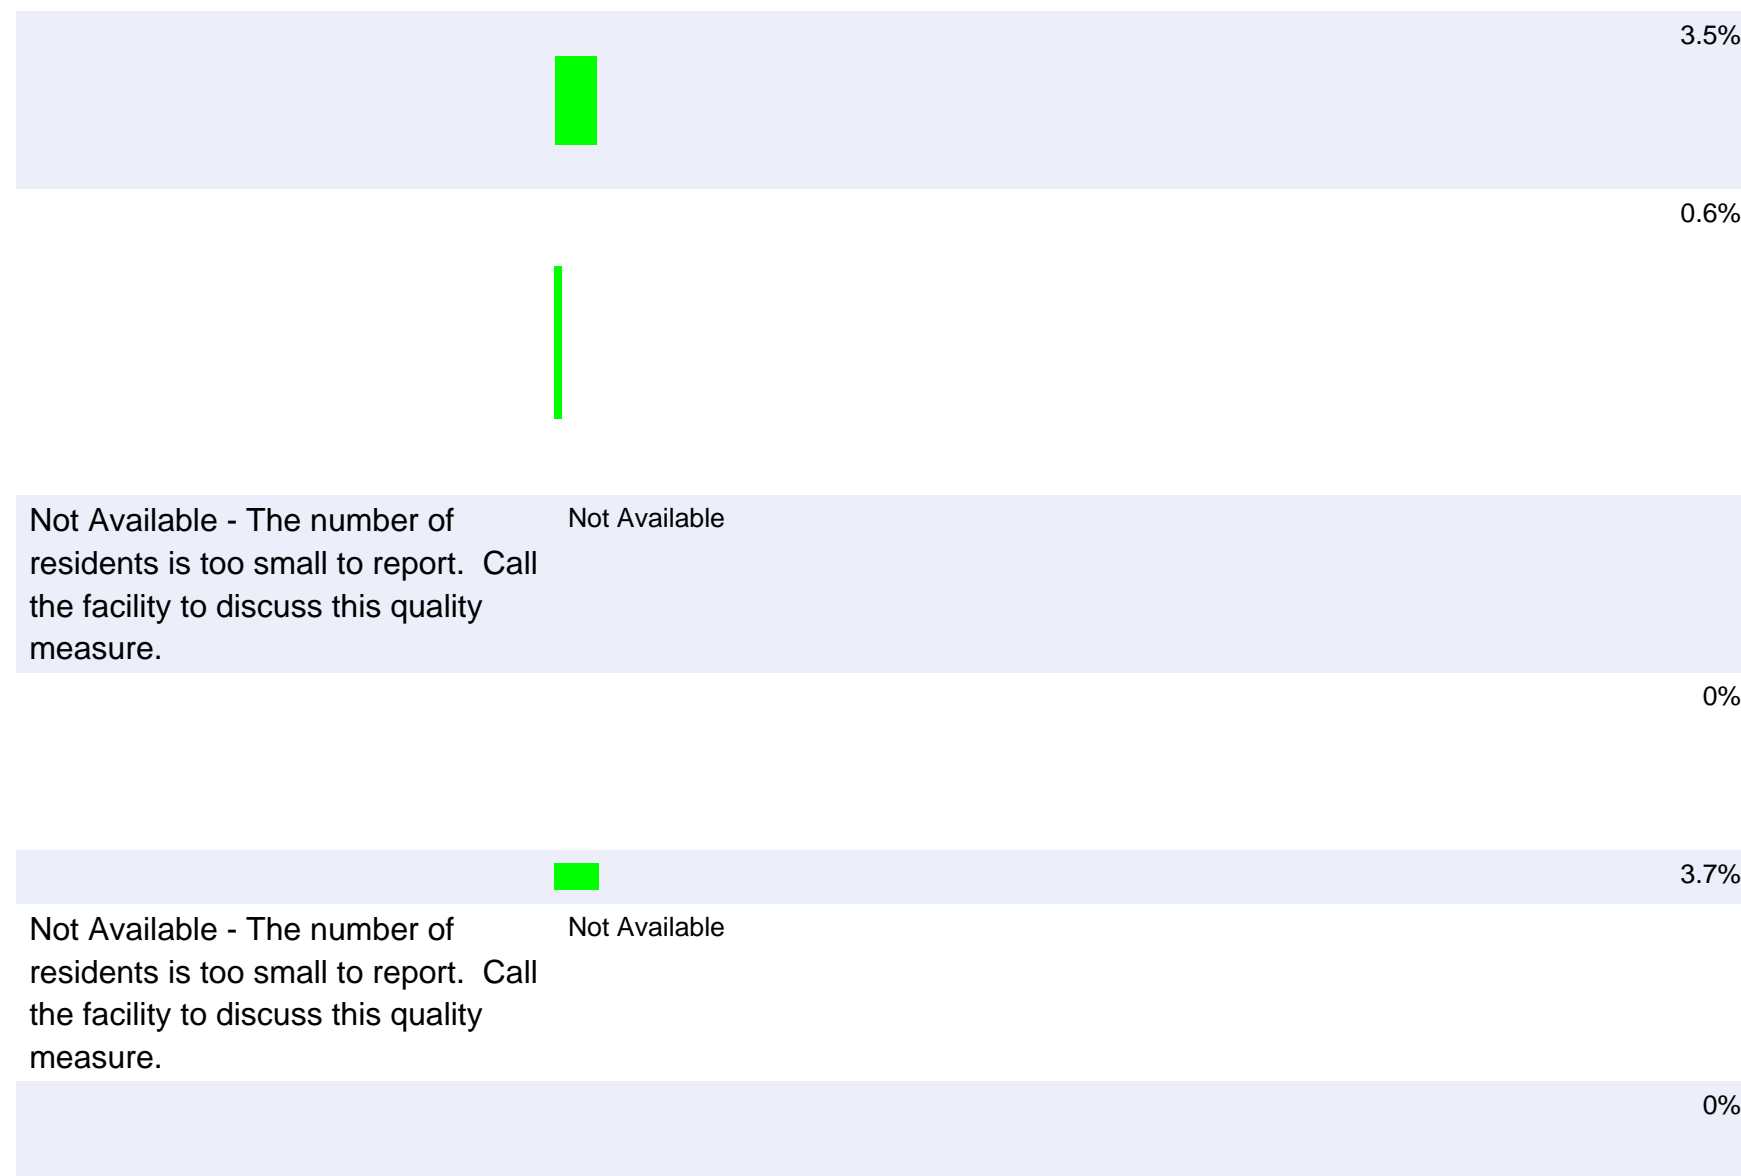 3.5%
0.6%
Not Available - The number of
residents is too small to report.  Call
the facility to discuss this quality
measure.
Not Available
0%
3.7%
Not Available - The number of
residents is too small to report.  Call
the facility to discuss this quality
measure.
Not Available
0%